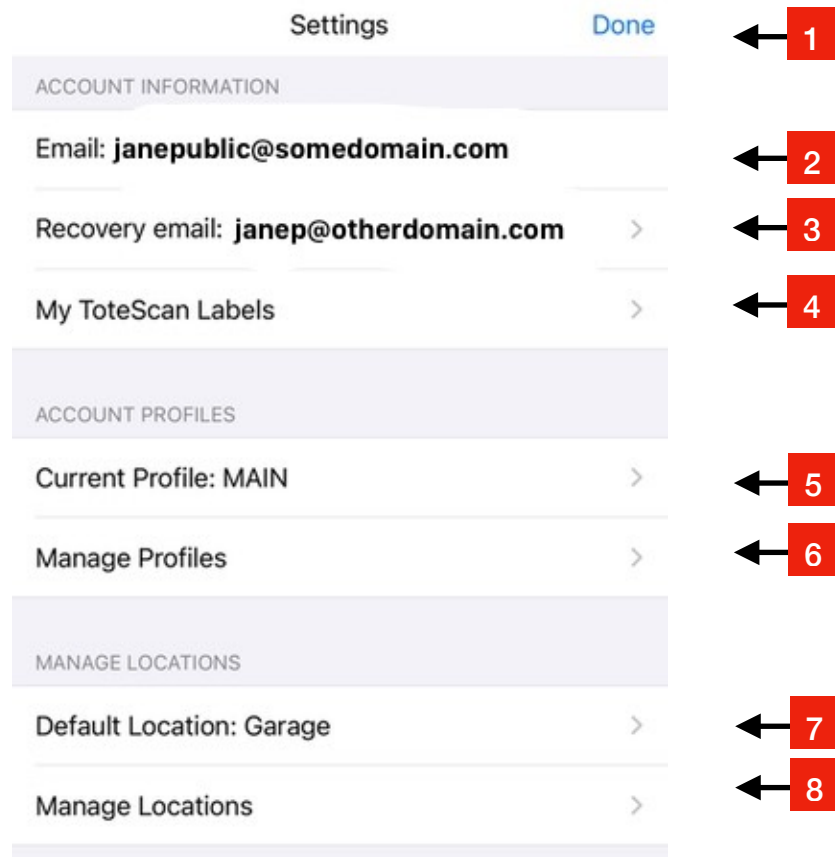 Settings Done 1
ACCOUNT INFORMATION
Email: janepublic@somedomain.com 2
Recovery email: janep@otherdomain.com > 3
My ToteScan Labels > 4
ACCOUNT PROFILES
Current Profile: MAIN > 5
Manage Profiles > 6
MANAGE LOCATIONS
Default Location: Garage > 7
Manage Locations > 8